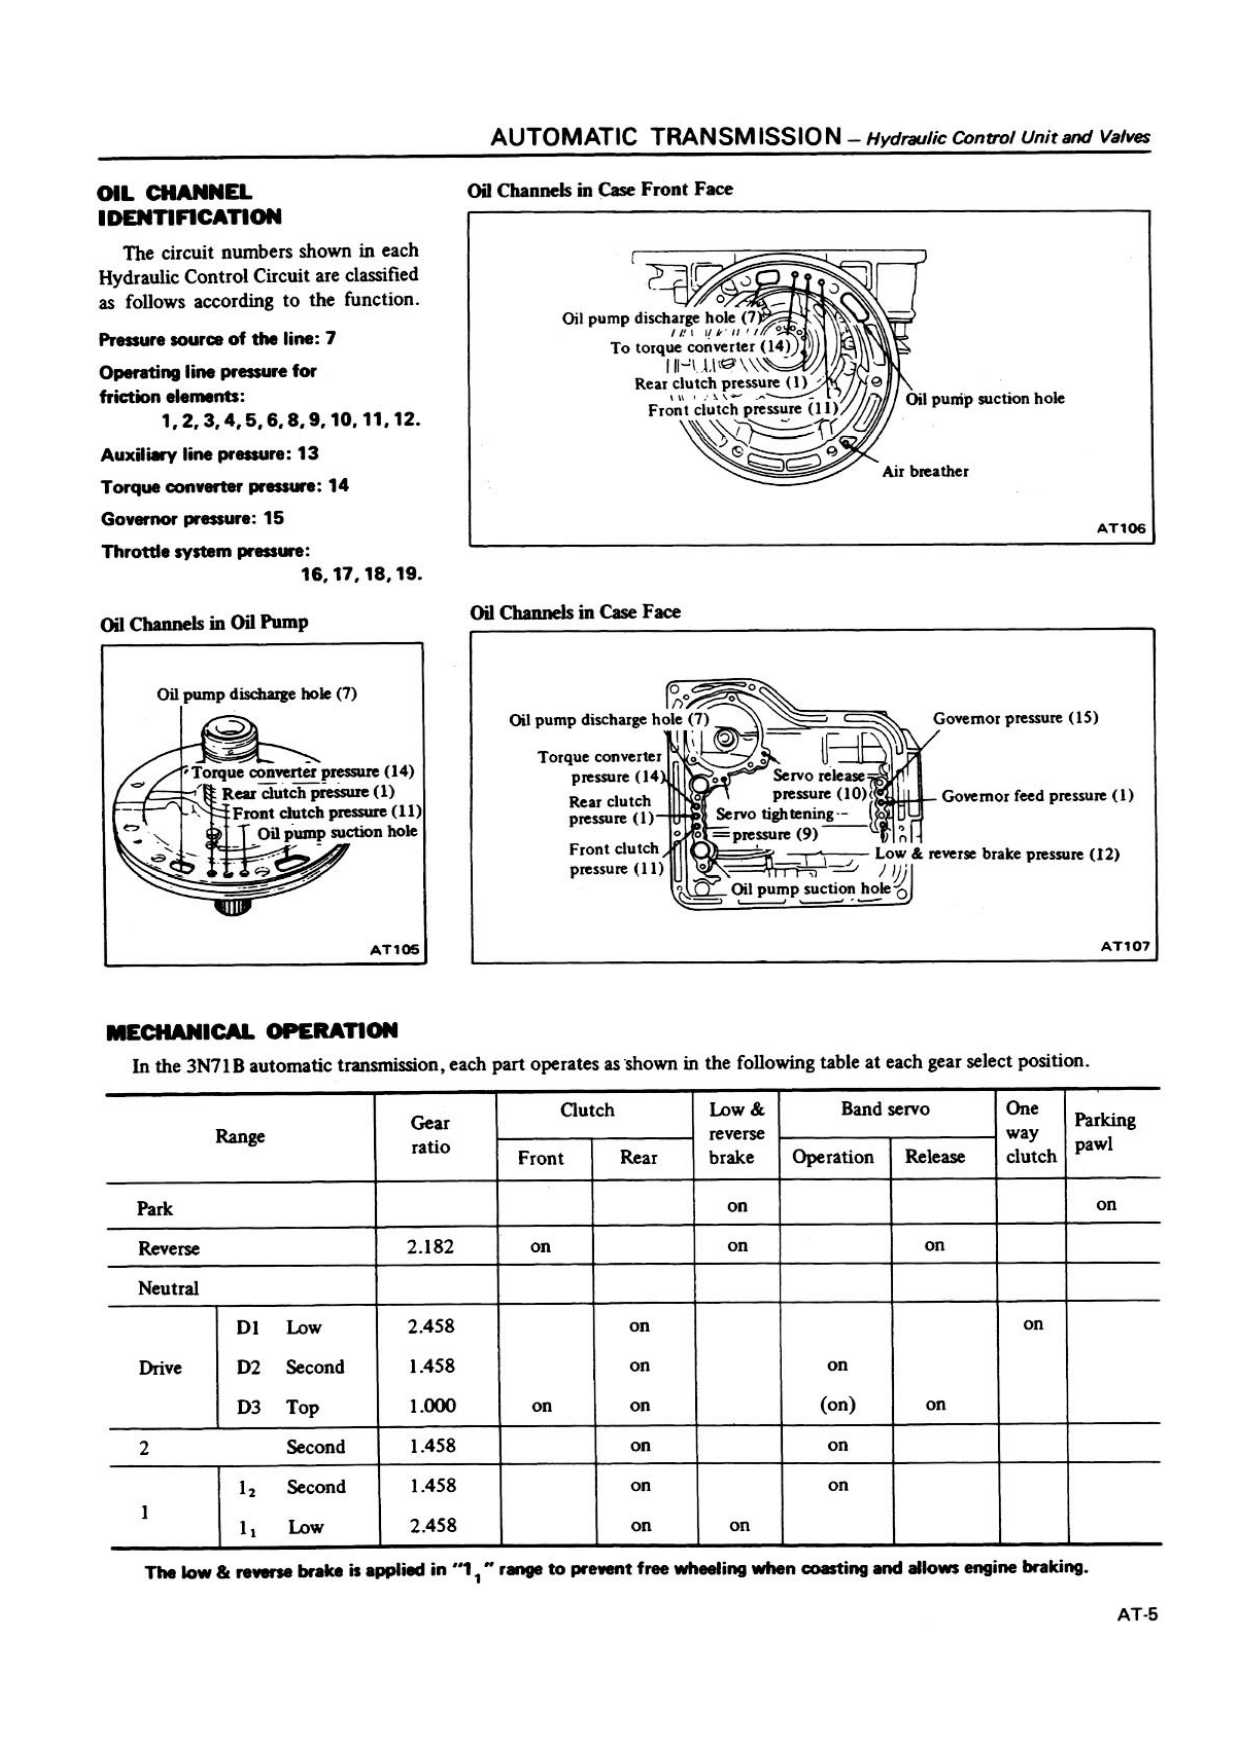 AUTOMATIC TRANSMISSION – Hydraulic Control Unit and Valves
OIL CHANNEL
IDENTIFICATION
The circuit numbers shown in each
Hydraulic Control Circuit are classified
as follows according to the function.
Pressure source of the line: 7
Operating line pressure for
friction elements:
1, 2, 3, 4, 5, 6, 8, 9, 10, 11, 12.
Auxiliary line pressure: 13
Torque converter pressure: 14
Governor pressure: 15
Throttle system pressure:
16, 17, 18, 19.
Oil Channels in Oil Pump
Oil pump discharge hole (7)
Torque converter pressure (14)
Rear clutch pressure (1)
Front clutch pressure (11)
Oil pump suction hole
AT105
Oil Channels in Case Front Face
Oil pump discharge hole (7)
To torque converter (14)
Rear clutch pressure (1)
Front clutch pressure (11)
Oil pump suction hole
Air breather
AT106
Oil Channels in Case Face
Oil pump discharge hole (7)
Torque converter
pressure (14)
Rear clutch
pressure (1)
Front clutch
pressure (11)
Servo release
pressure (10)
Servo tightening
pressure (9)
Governor pressure (15)
Governor feed pressure (1)
Low & reverse brake pressure (12)
Oil pump suction hole
AT107
MECHANICAL OPERATION
In the 3N71B automatic transmission, each part operates as shown in the following table at each gear select position.
Range Gear ratio Clutch Low & reverse brake Band servo One way clutch Parking pawl
Front Rear Operation Release
Park on on
Reverse 2.182 on on on
Neutral
Drive D1 Low 2.458 on on
D2 Second 1.458 on on
D3 Top 1.000 on on (on) on
2 Second 1.458 on on
1 1₂ Second 1.458 on on
1₁ Low 2.458 on on
The low & reverse brake is applied in "1₁" range to prevent free wheeling when coasting and allows engine braking.
AT-5